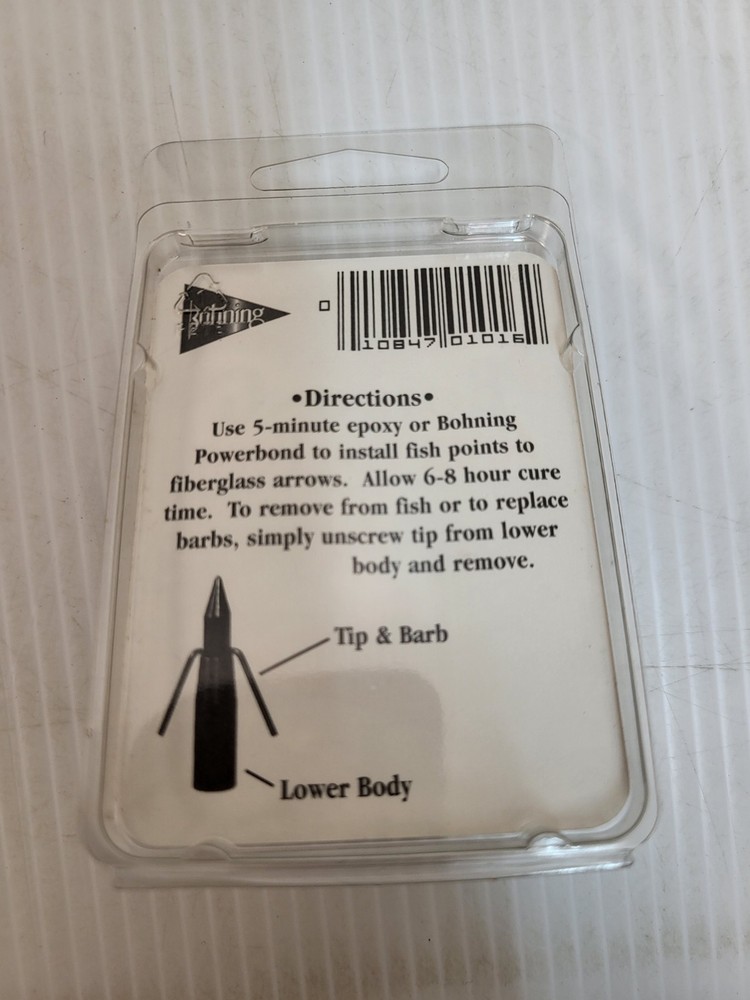 Bohning
0 10847 01016
•Directions•
Use 5-minute epoxy or Bohning
Powerbond to install fish points to
fiberglass arrows. Allow 6-8 hour cure
time. To remove from fish or to replace
barbs, simply unscrew tip from lower
body and remove.
Tip & Barb
Lower Body